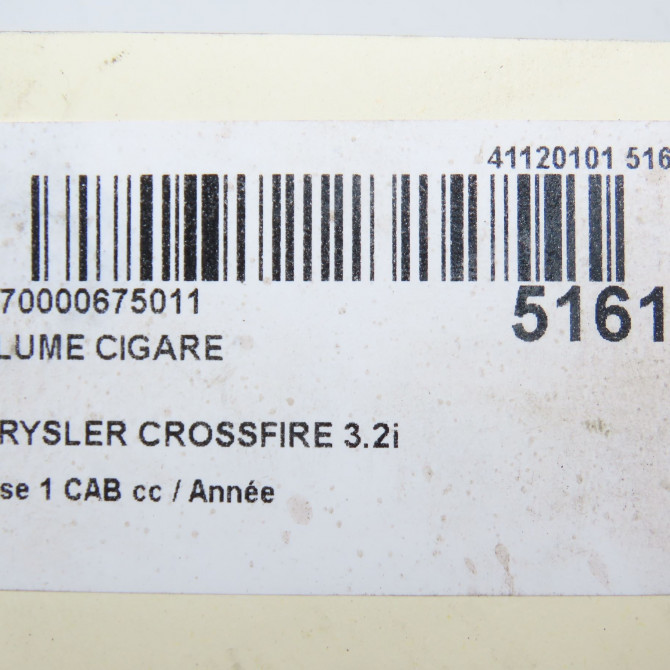 41120101 516
70000675011
5161
LUME CIGARE
RYSLER CROSSFIRE 3.2i
se 1 CAB cc / Année